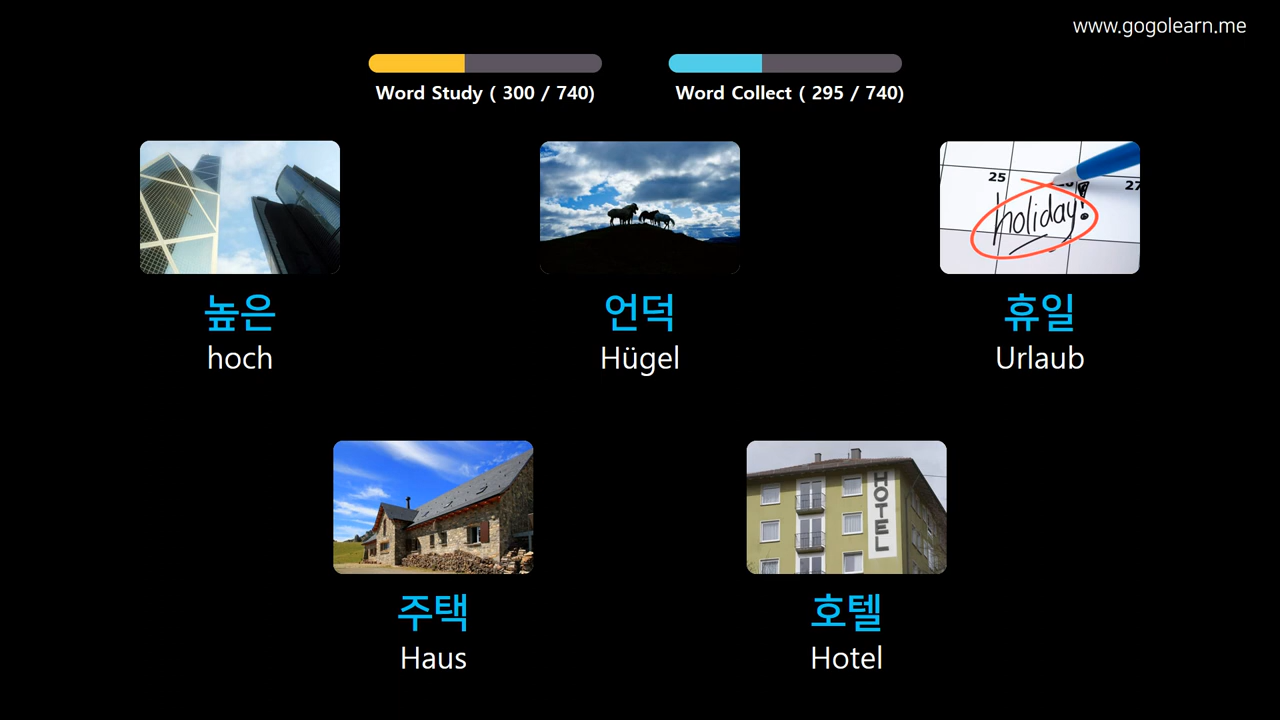 www.gogolearn.me
Word Study ( 300 / 740)
Word Collect ( 295 / 740)
25
27
holiday!
높은
hoch
언덕
Hügel
휴일
Urlaub
HOTEL
주택
Haus
호텔
Hotel